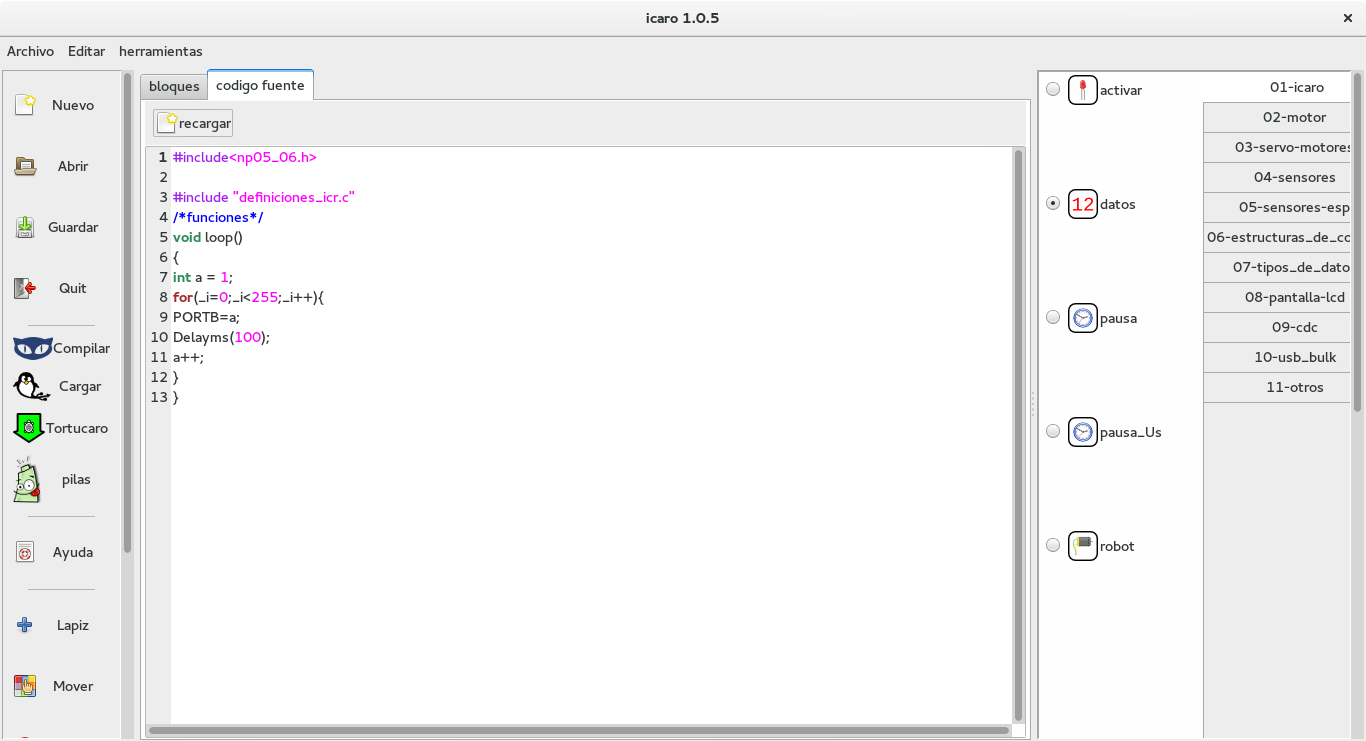 icaro 1.0.5
Archivo Editar herramientas
Nuevo
Abrir
Guardar
Quit
Compilar
Cargar
Tortucaro
pilas
Ayuda
Lapiz
Mover
bloques codigo fuente
recargar
1 #include<np05_06.h>
2
3 #include "definiciones_icr.c"
4 /*funciones*/
5 void loop()
6 {
7 int a = 1;
8 for(_i=0;_i<255;_i++){
9 PORTB=a;
10 Delayms(100);
11 a++;
12 }
13 }
activar
12 datos
pausa
pausa_Us
robot
01-icaro
02-motor
03-servo-motores
04-sensores
05-sensores-esp
06-estructuras_de_co
07-tipos_de_dato
08-pantalla-lcd
09-cdc
10-usb_bulk
11-otros